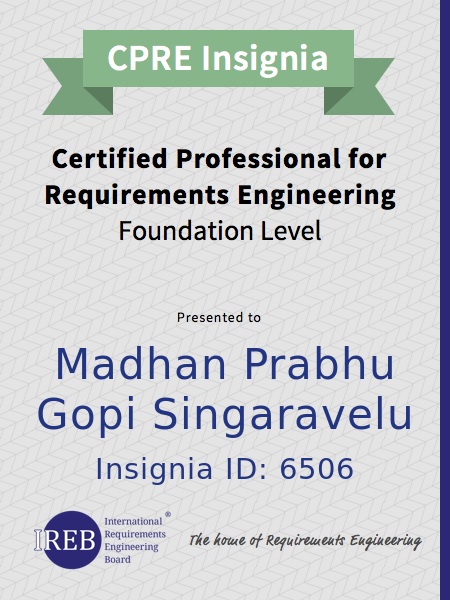 CPRE Insignia
Certified Professional for
Requirements Engineering
Foundation Level
Presented to
Madhan Prabhu
Gopi Singaravelu
Insignia ID: 6506
IREB
International ®
Requirements
Engineering
Board
The home of Requirements Engineering